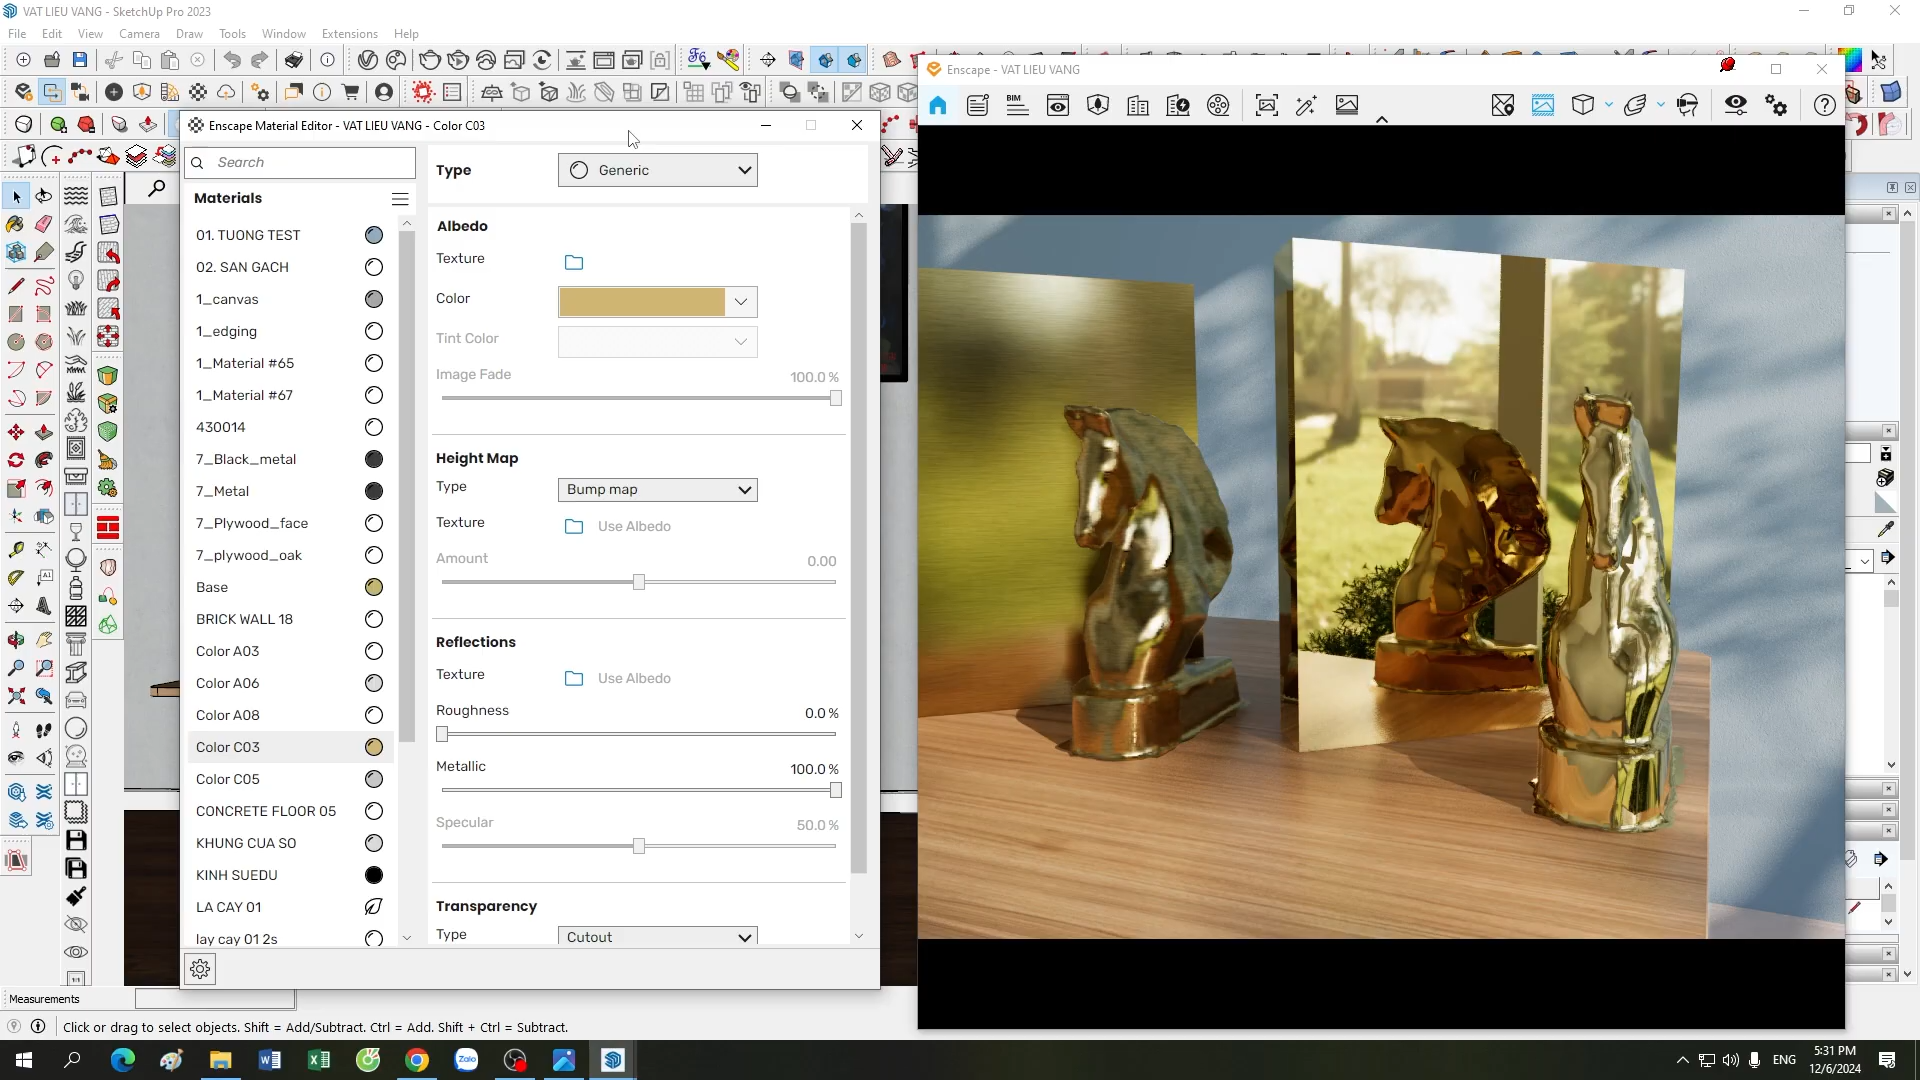 VAT LIEU VANG - SketchUp Pro 2023
File Edit View Camera Draw Tools Window Extensions Help
Enscape - VAT LIEU VANG
BIM
Enscape Material Editor - VAT LIEU VANG - Color C03
Search
Materials
01. TUONG TEST
02. SAN GACH
1_canvas
1_edging
1_Material #65
1_Material #67
430014
7_Black_metal
7_Metal
7_Plywood_face
7_plywood_oak
Base
BRICK WALL 18
Color A03
Color A06
Color A08
Color C03
Color C05
CONCRETE FLOOR 05
KHUNG CUA SO
KINH SUEDU
LA CAY 01
lay cay 01 2s
Type Generic
Albedo
Texture
Color
Tint Color
Image Fade 100.0 %
Height Map
Type Bump map
Texture Use Albedo
Amount 0.00
Reflections
Texture Use Albedo
Roughness 0.0 %
Metallic 100.0 %
Specular 50.0 %
Transparency
Type Cutout
Measurements
Click or drag to select objects. Shift = Add/Subtract. Ctrl = Add. Shift + Ctrl = Subtract.
Zalo
ENG
5:31 PM
12/6/2024